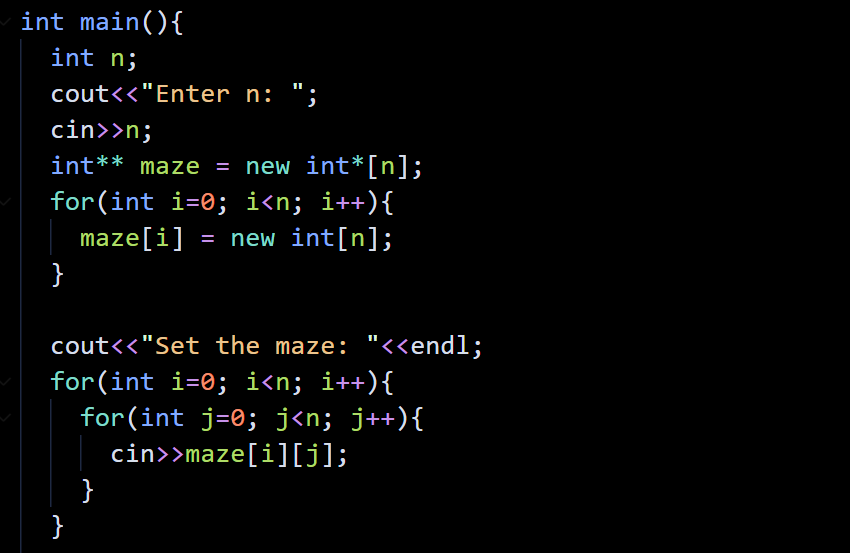 int main(){
int n;
cout<<"Enter n: ";
cin>>n;
int** maze = new int*[n];
for(int i=0; i<n; i++){
maze[i] = new int[n];
}
cout<<"Set the maze: "<<endl;
for(int i=0; i<n; i++){
for(int j=0; j<n; j++){
cin>>maze[i][j];
}
}